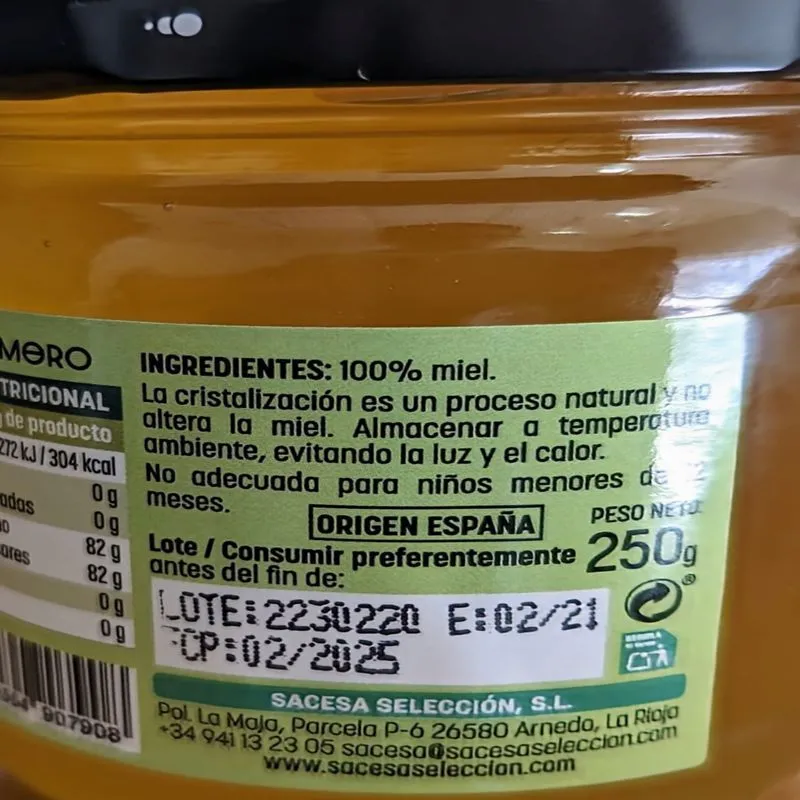 MERO
TRICIONAL
de producto
272 kJ / 304 kcal
0 g
adas 0 g
82 g
ares 82 g
0 g
0 g
907908
INGREDIENTES: 100% miel.
La cristalización es un proceso natural y no
altera la miel. Almacenar a temperatura
ambiente, evitando la luz y el calor.
No adecuada para niños menores de 12
meses.
ORIGEN ESPAÑA
PESO NETO:
250g
Lote / Consumir preferentemente
antes del fin de:
LOTE:2230220 E:02/21
FCP:02/2025
SACESA SELECCIÓN, S.L.
Pol. La Maja, Parcela P-6 26580 Arnedo, La Rioja
+34 941 13 23 05 sacesa@sacesaseleccion.com
www.sacesaseleccion.com